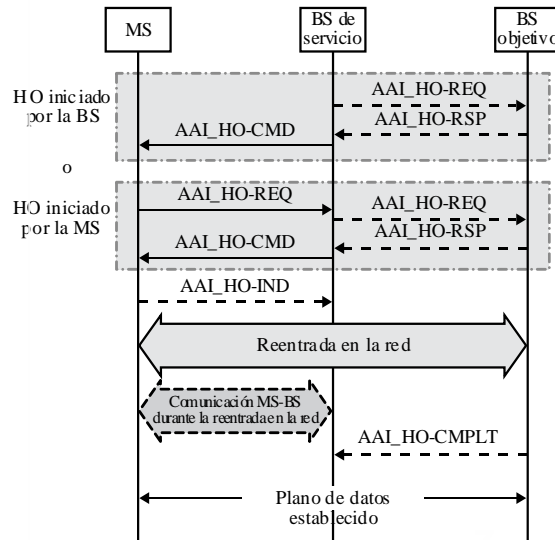 MS
BS de
servicio
BS
objetivo
HO iniciado
por la BS
AAI_HO-REQ
AAI_HO-RSP
AAI_HO-CMD
o
HO iniciado
por la MS
AAI_HO-REQ
AAI_HO-REQ
AAI_HO-RSP
AAI_HO-CMD
AAI_HO-IND
Reentrada en la red
Comunicación MS-BS
durante la reentrada en la red
AAI_HO-CMPLT
Plano de datos
establecido